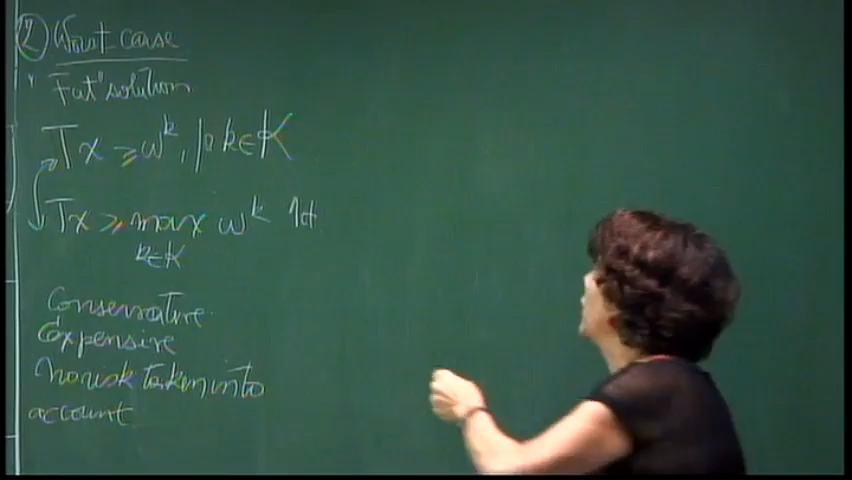 ② Worst case
"Fat" solution
Tx ≥ ω^k, k ∈ K
Tx ≥ max ω^k
k∈K
Conservative
Expensive
No risk taken into
account